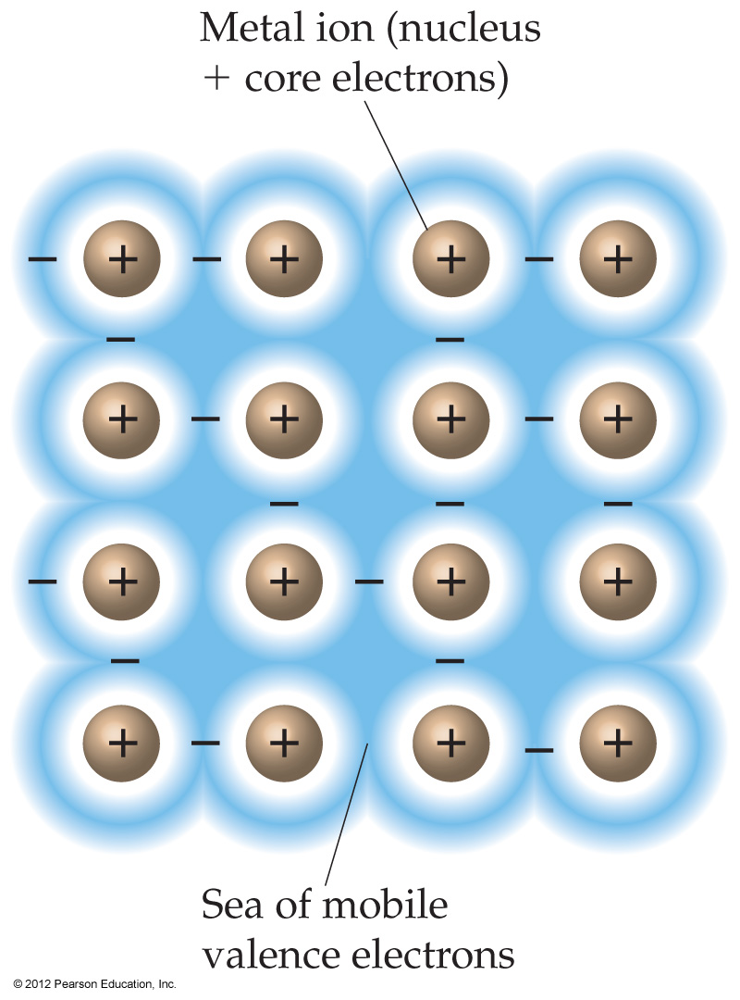 Metal ion (nucleus
+ core electrons)
− + − + + − +
− −
+ − + + − +
− − −
− + + − + +
− −
+ − + + − +
Sea of mobile
valence electrons
© 2012 Pearson Education, Inc.